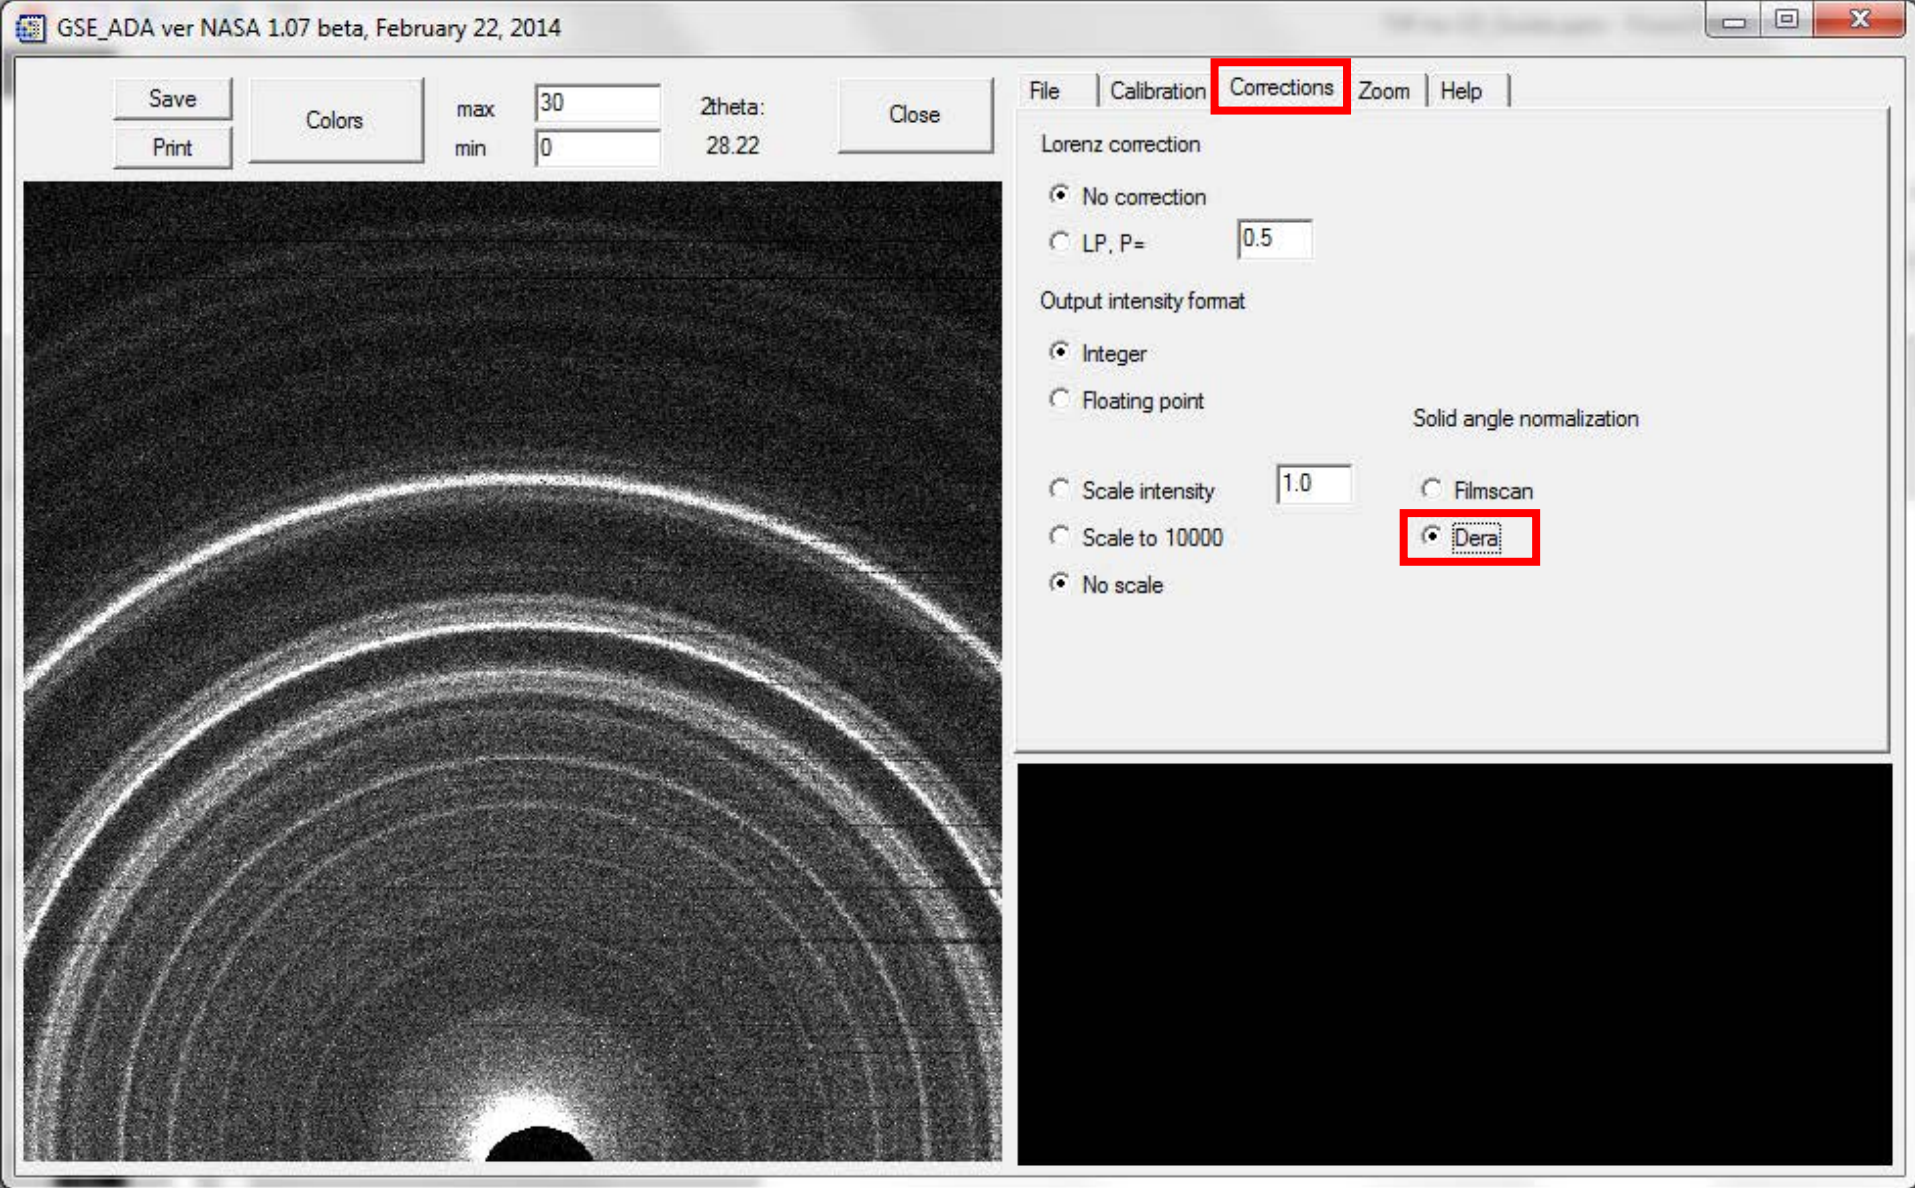 GSE_ADA ver NASA 1.07 beta, February 22, 2014
Save
Print
Colors
max 30
min 0
2theta:
28.22
Close
File Calibration Corrections Zoom Help
Lorenz correction
No correction
LP, P= 0.5
Output intensity format
Integer
Floating point
Solid angle normalization
Scale intensity 1.0
Filmscan
Scale to 10000
Dera
No scale